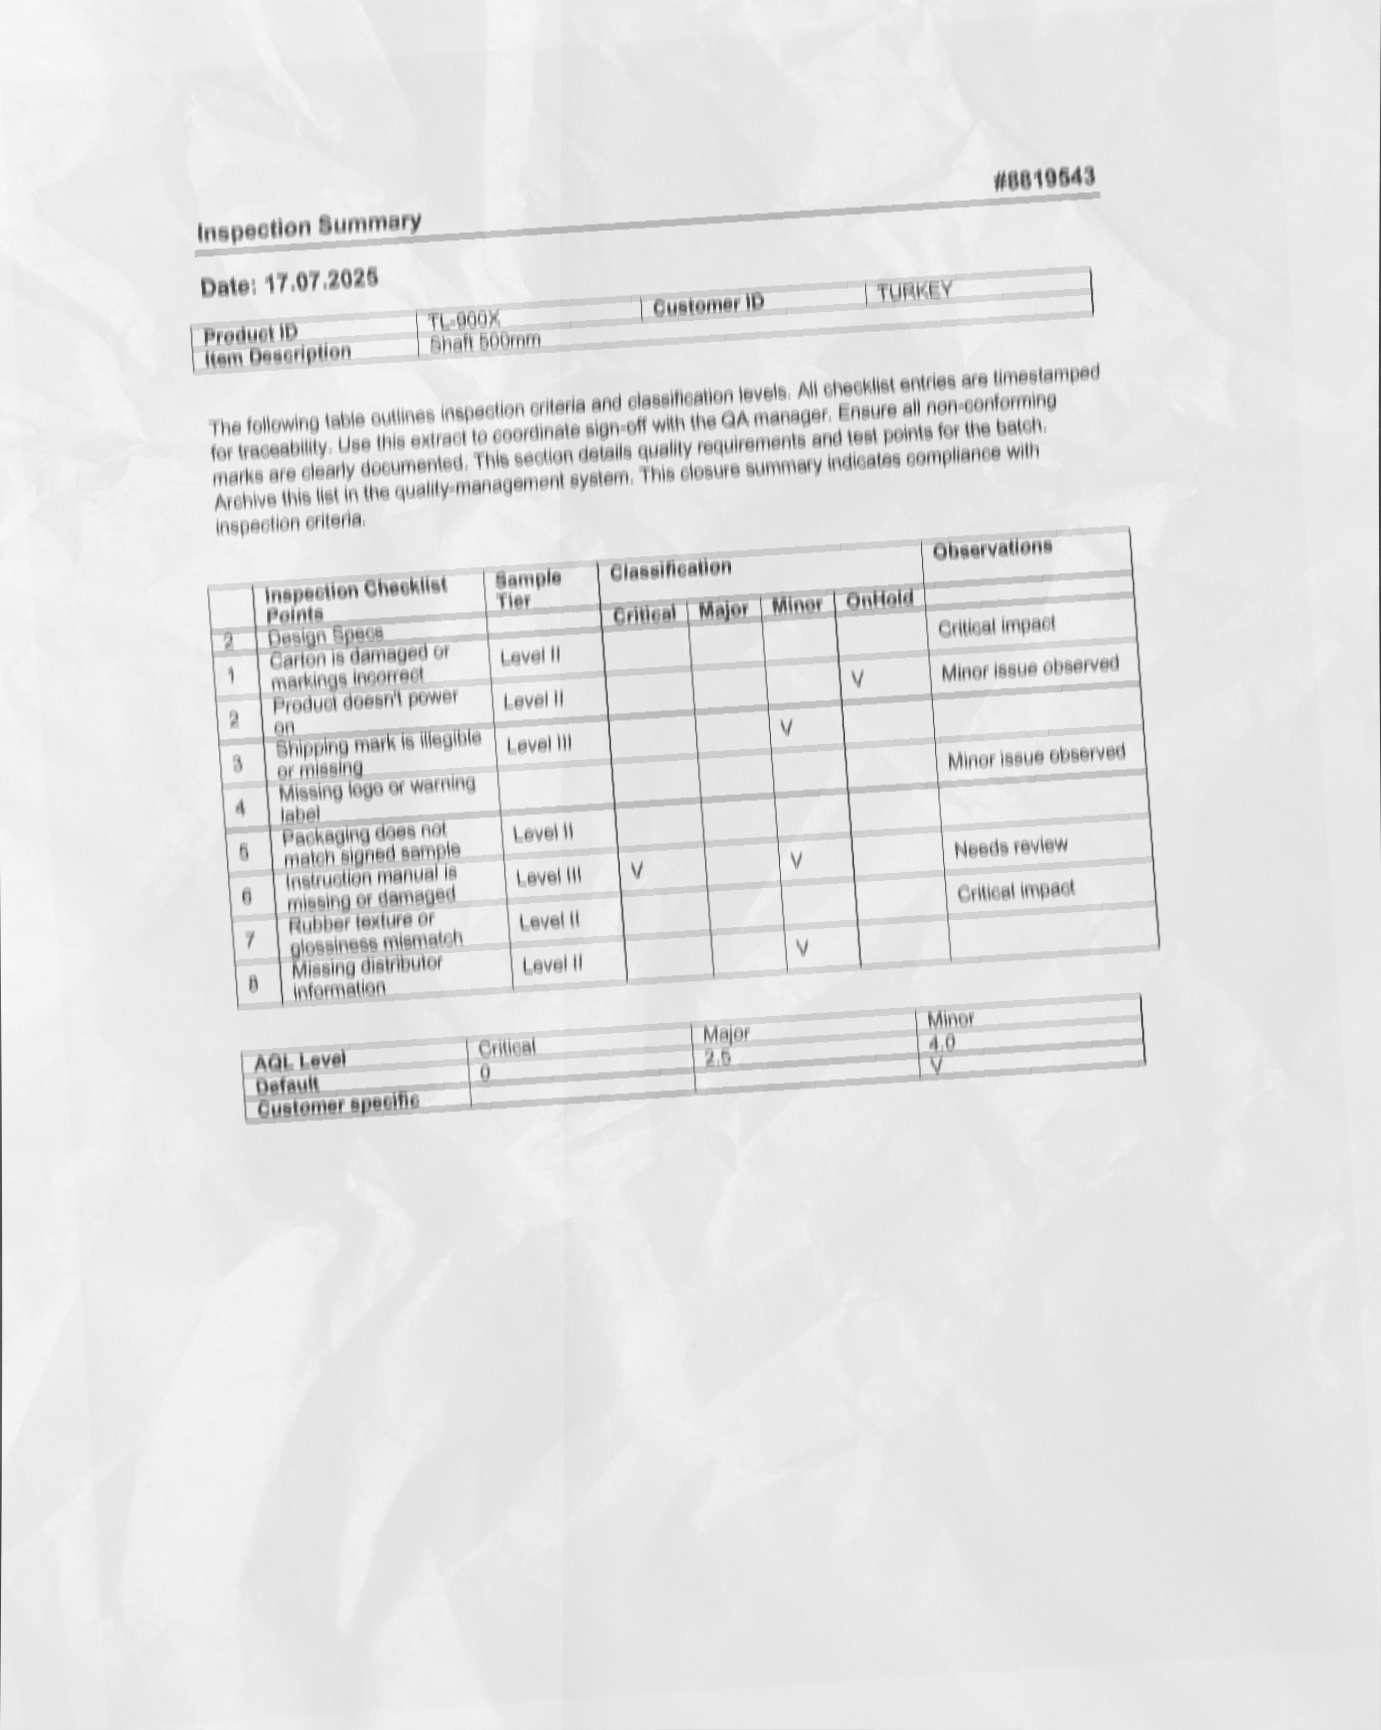 #8819543
Inspection Summary
Date: 17.07.2025
Product ID TL-900X Customer ID TURKEY
Item Description Shaft 500mm
The following table outlines inspection criteria and classification levels. All checklist entries are timestamped
for traceability. Use this extract to coordinate sign-off with the QA manager. Ensure all non-conforming
marks are clearly documented. This section details quality requirements and test points for the batch.
Archive this list in the quality-management system. This closure summary indicates compliance with
inspection criteria.
Inspection Checklist Sample Classification Observations
Points Tier
2 Design Specs Critical Major Minor OnHold
Carton is damaged or
1 Level II Critical impact
markings incorrect
Product doesn't power
2 Level II V Minor issue observed
on
Shipping mark is illegible
3 Level III V
or missing
Missing logo or warning
4 Minor issue observed
label
Packaging does not
5 Level II
match signed sample
Instruction manual is
6 Level III V V Needs review
missing or damaged
Rubber texture or
7 Level II Critical impact
glossiness mismatch
Missing distributor
8 Level II V
information
AQL Level Critical Major Minor
Default 0 2.5 4.0
Customer specific V